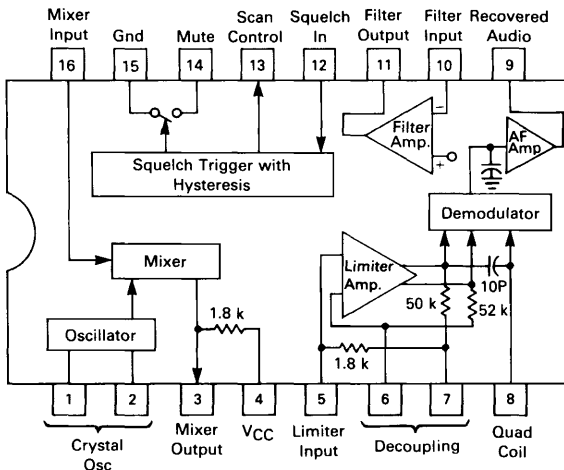 Mixer Input
Gnd
Mute
Scan Control
Squelch In
Filter Output
Filter Input
Recovered Audio
16
15
14
13
12
11
10
9
Squelch Trigger with Hysteresis
Filter Amp.
−
+
AF Amp
Demodulator
Mixer
Limiter Amp.
10P
50 k
52 k
1.8 k
Oscillator
1.8 k
1
2
3
4
5
6
7
8
Crystal Osc
Mixer Output
VCC
Limiter Input
Decoupling
Quad Coil